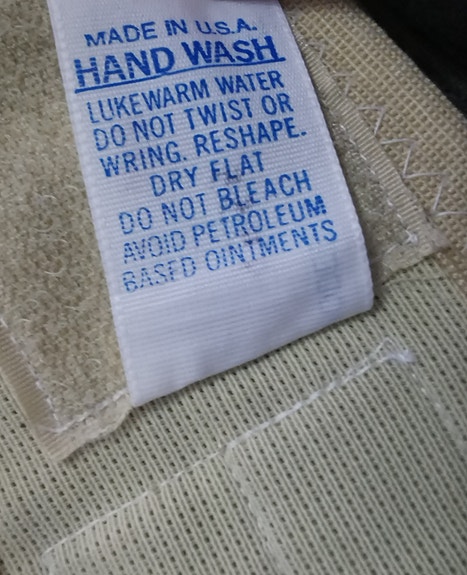 MADE IN U.S.A.
HAND WASH
LUKEWARM WATER
DO NOT TWIST OR
WRING. RESHAPE.
DRY FLAT
DO NOT BLEACH
AVOID PETROLEUM
BASED OINTMENTS